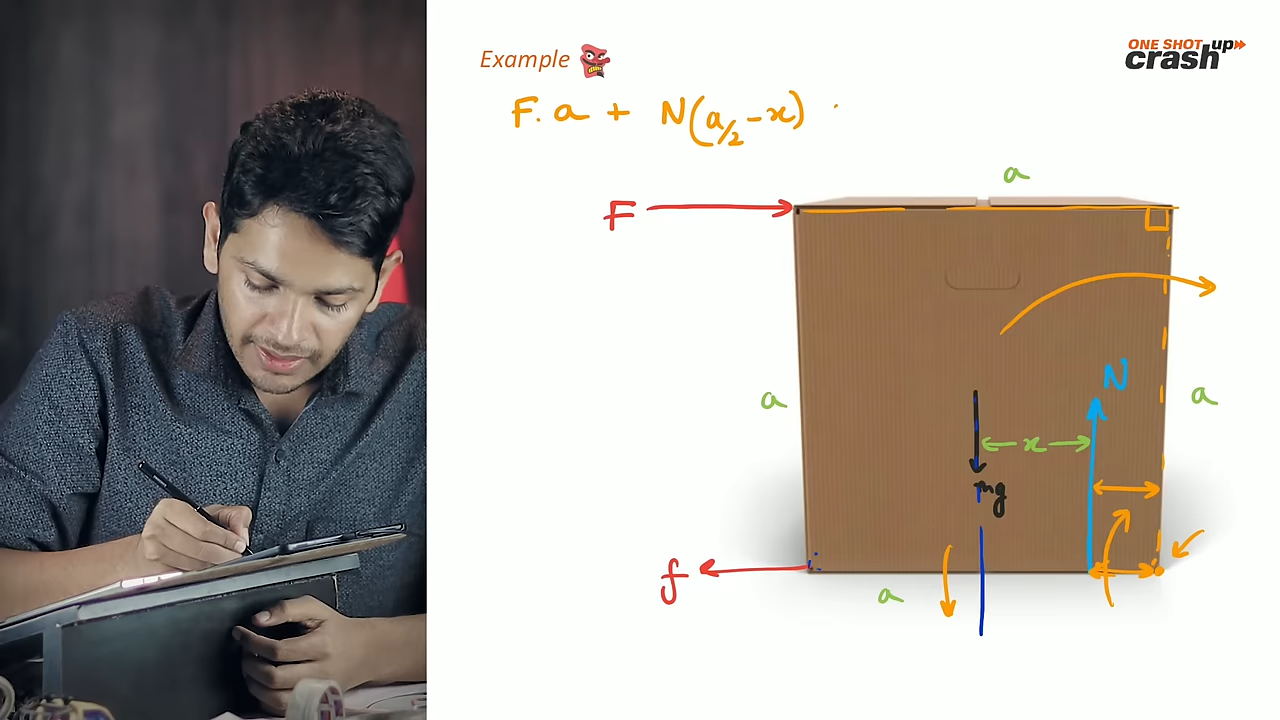 Example
ONE SHOT
crash up
F. a + N(a/2 - x)
a
F
N
a
a
x
mg
f
a